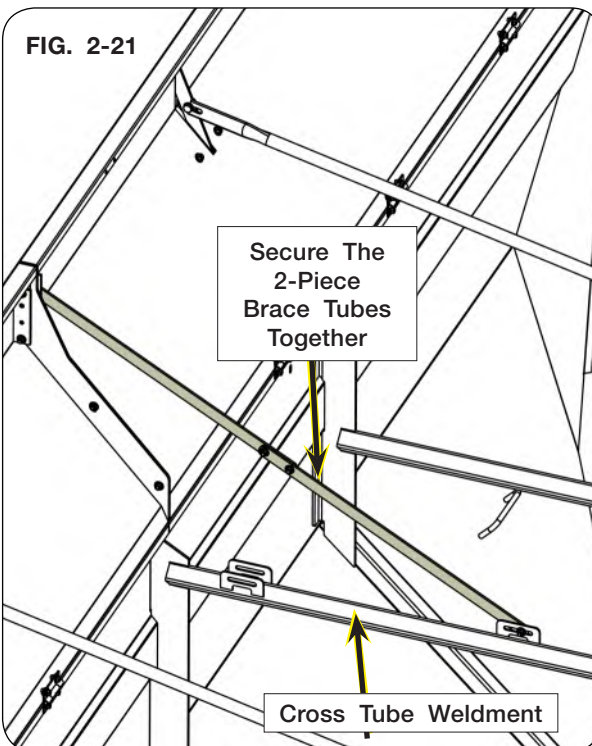 FIG. 2-21
Secure The
2-Piece
Brace Tubes
Together
Cross Tube Weldment